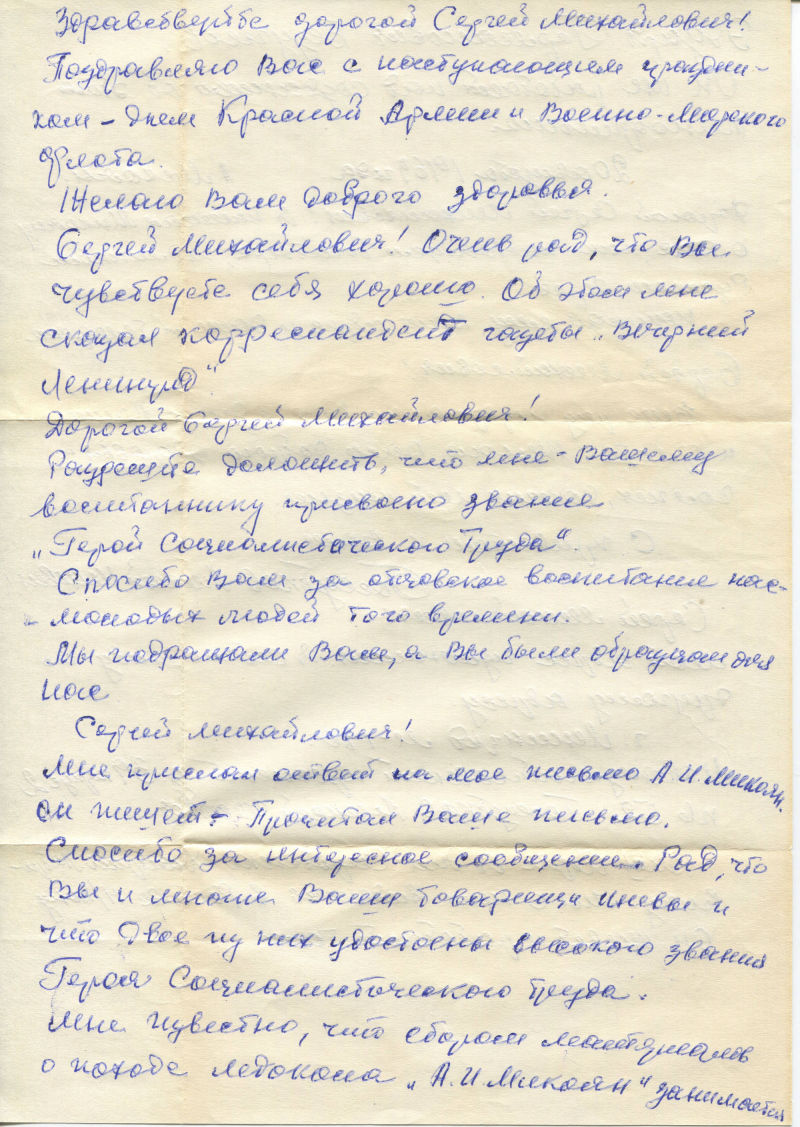 Здравствуйте дорогой Сергей Михайлович!
Поздравляю Вас с наступающим праздни-
ком - днем Красной Армии и Военно-Морского
флота.
Желаю Вам доброго здоровья.
Сергей Михайлович! Очень рад, что Вы
чувствуете себя хорошо. Об этом мне
сказал корреспондент газеты „Вечерний
Ленинград"
Дорогой Сергей Михайлович!
Разрешите доложить, что мне - Вашему
воспитаннику присвоено звание
„Герой Социалистического Труда".
Спасибо Вам за отцовское воспитание нас -
- молодых людей того времени.
Мы подражали Вам, а Вы были образцом для
нас
Сергей Михайлович!
Мне прислал ответ на мое письмо А.И. Микоян.
он пишет - Прочитал Ваше письмо.
Спасибо за интересное сообщение. Рад, что
Вы и многие Ваши товарищи живы и
что двое из них удостоены высокого звания
Героя Социалистического Труда.
Мне известно, что сбором материалов
о походе ледокола „А.И. Микоян" занимается